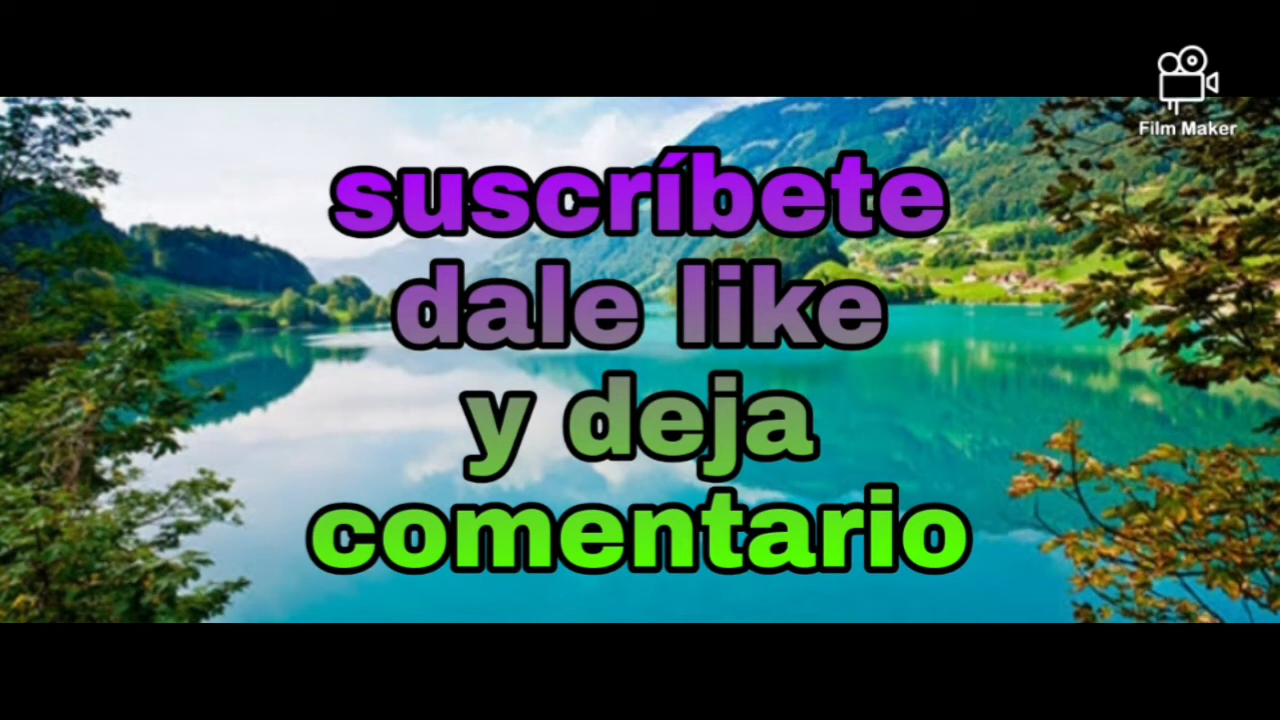 Film Maker
suscríbete
dale like
y deja
comentario